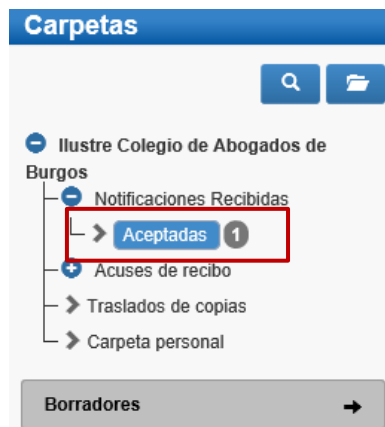 Carpetas
Ilustre Colegio de Abogados de
Burgos
Notificaciones Recibidas
Aceptadas 1
Acuses de recibo
Traslados de copias
Carpeta personal
Borradores